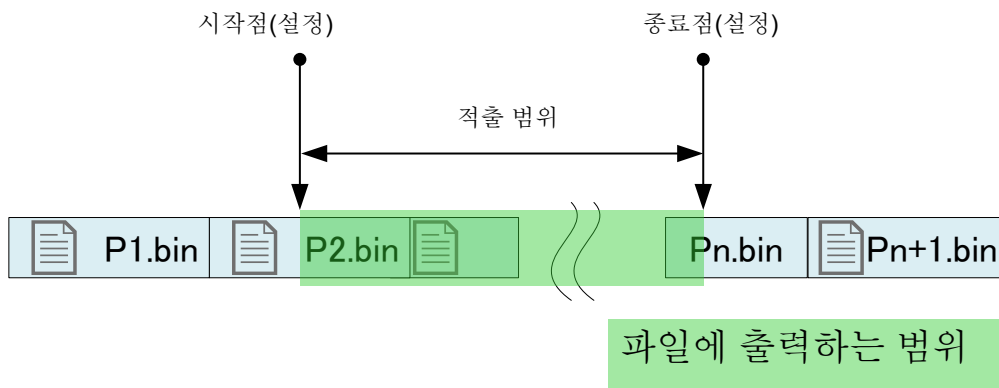 시작점(설정)
종료점(설정)
적출 범위
P1.bin
P2.bin
Pn.bin
Pn+1.bin
파일에 출력하는 범위